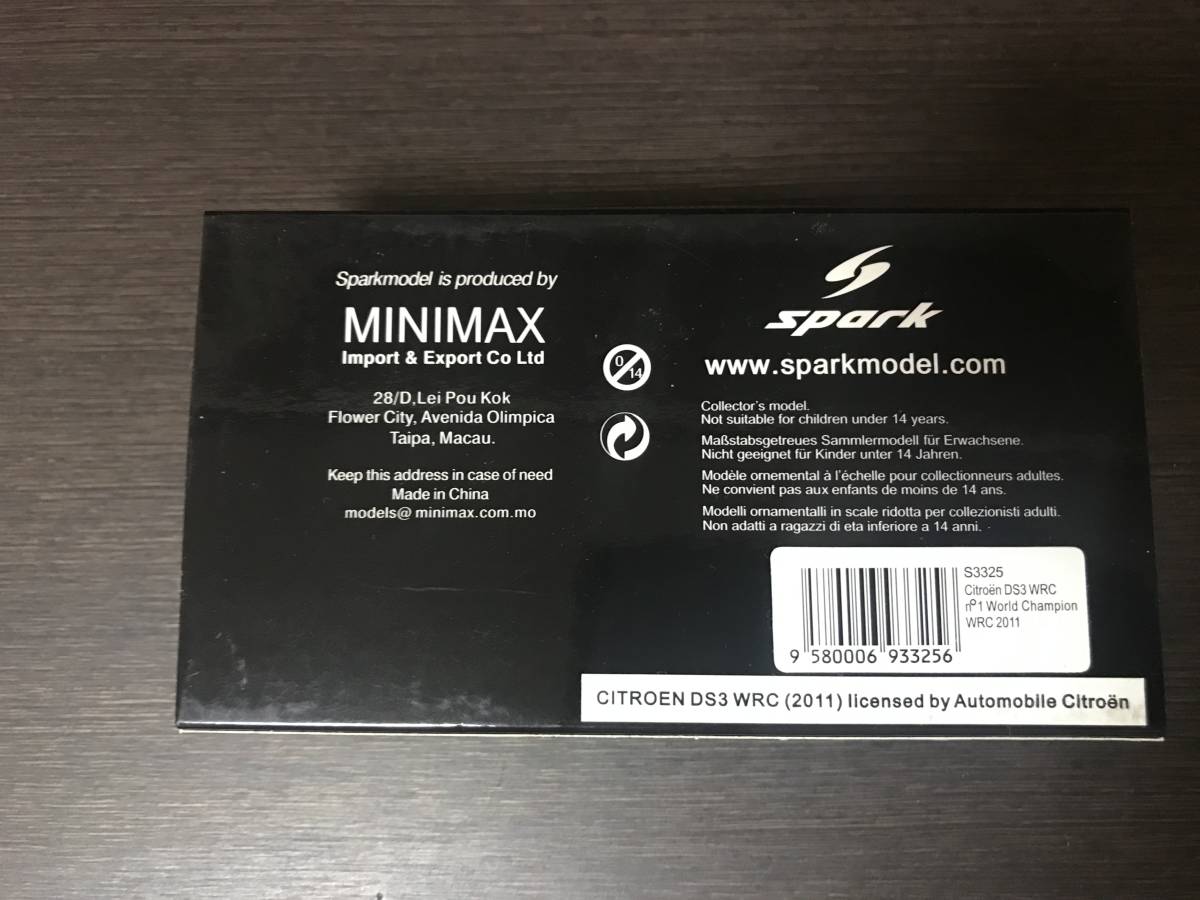 Sparkmodel is produced by
MINIMAX
Import & Export Co Ltd
28/D,Lei Pou Kok
Flower City, Avenida Olimpica
Taipa, Macau.
Keep this address in case of need
Made in China
models@ minimax.com.mo
0
14
spark
www.sparkmodel.com
Collector's model.
Not suitable for children under 14 years.
Maßstabsgetreues Sammlermodell für Erwachsene.
Nicht geeignet für Kinder unter 14 Jahren.
Modèle ornemental à l'échelle pour collectionneurs adultes.
Ne convient pas aux enfants de moins de 14 ans.
Modelli ornamentalli in scale ridotta per collezionisti adulti.
Non adatti a ragazzi di eta inferiore a 14 anni.
S3325
Citroën DS3 WRC
nº1 World Champion
WRC 2011
9 580006 933256
CITROEN DS3 WRC (2011) licensed by Automobile Citroën